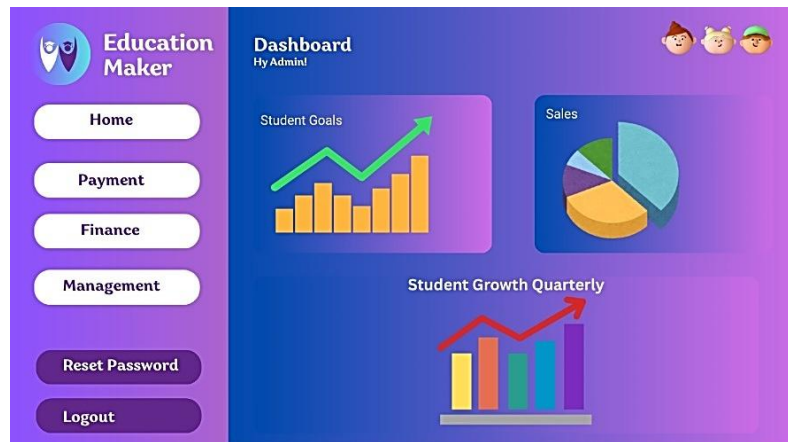 Education
Maker
Home
Payment
Finance
Management
Reset Password
Logout
Dashboard
Hy Admin!
Student Goals
Sales
Student Growth Quarterly